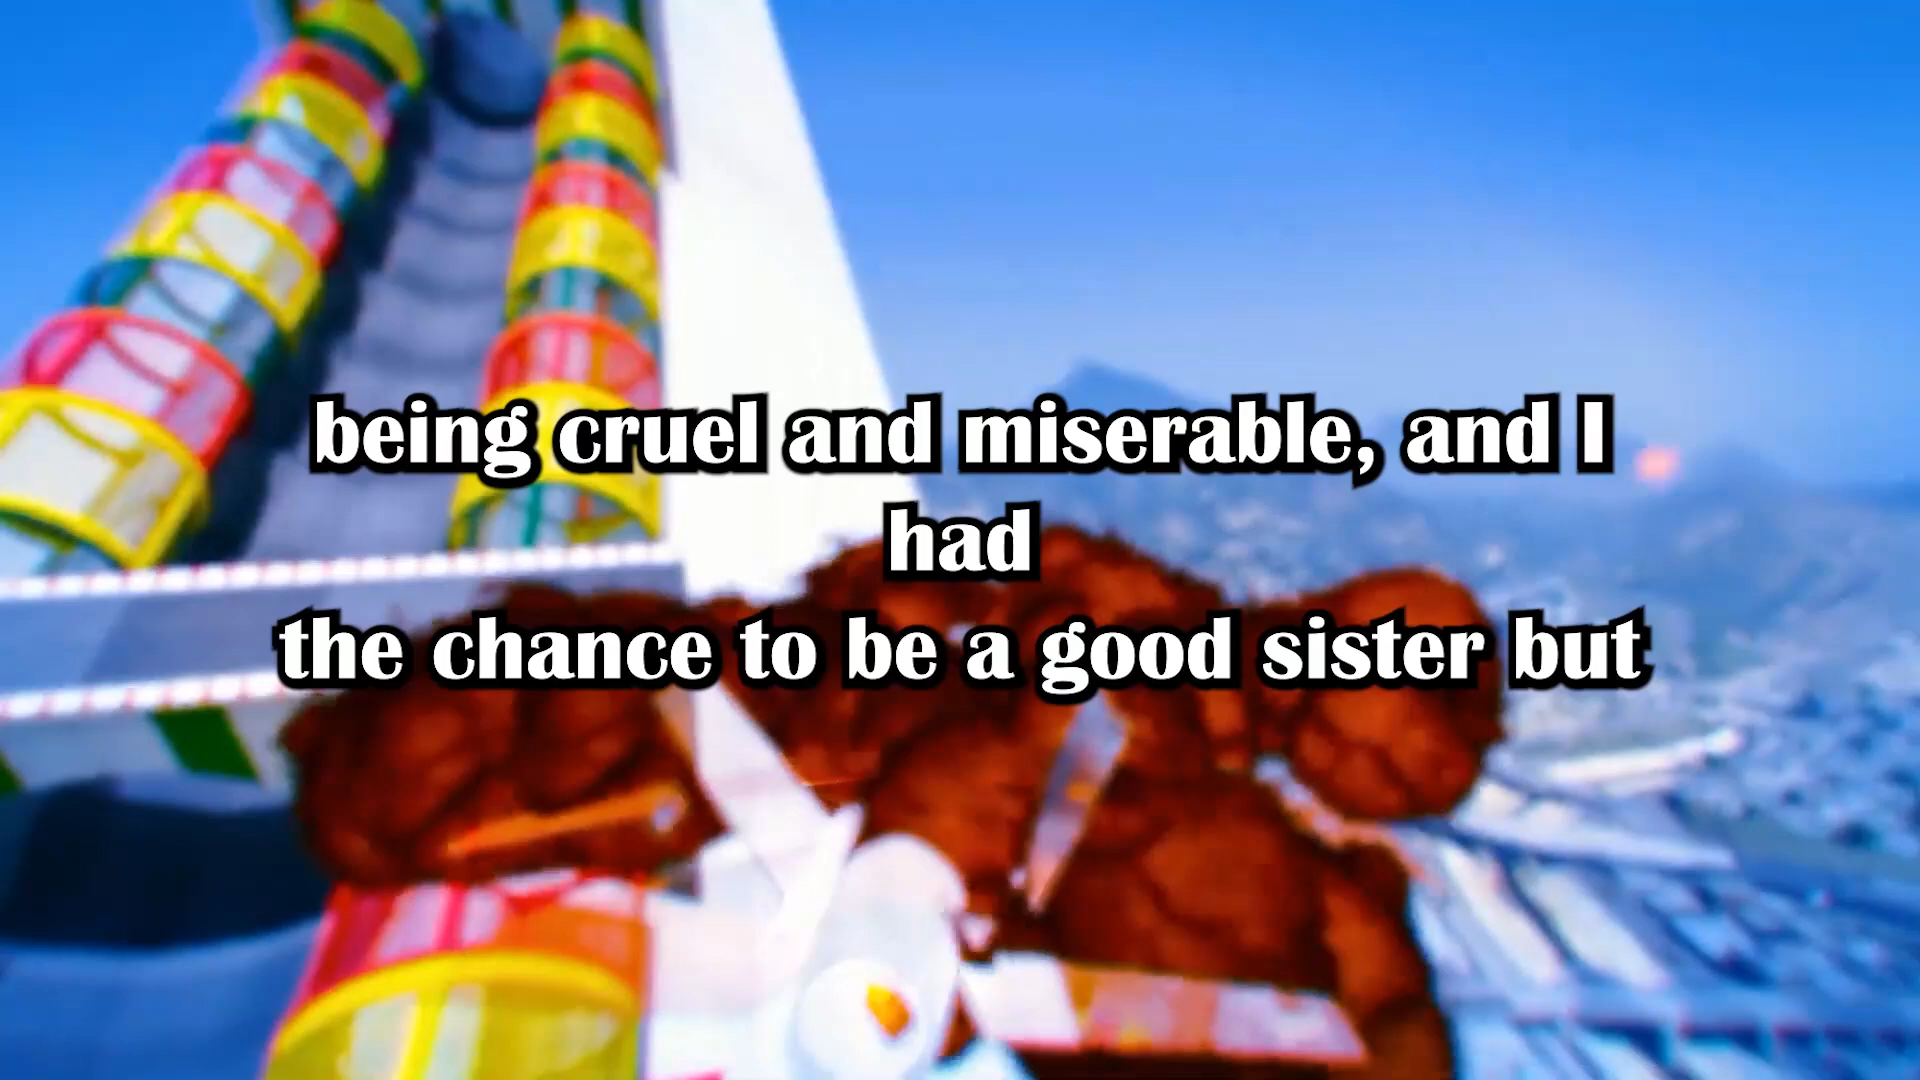 being cruel and miserable, and I
had
the chance to be a good sister but